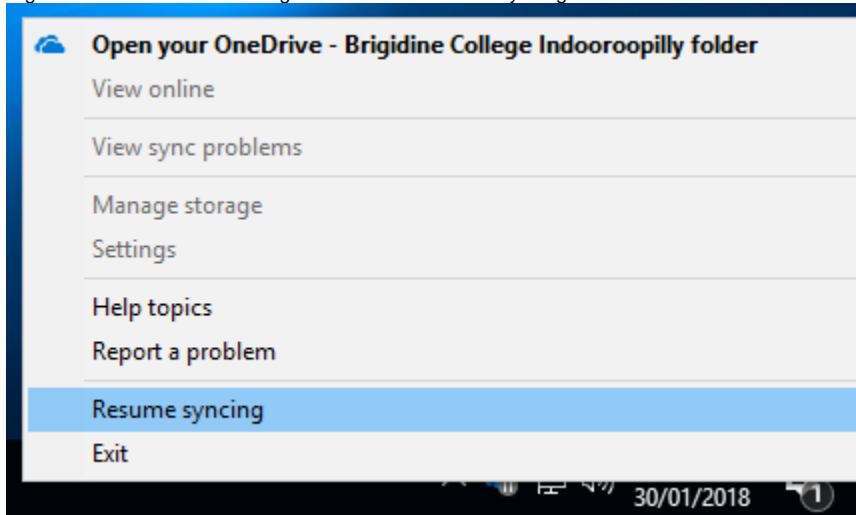 Open your OneDrive - Brigidine College Indooroopilly folder
View online
View sync problems
Manage storage
Settings
Help topics
Report a problem
Resume syncing
Exit
30/01/2018
1